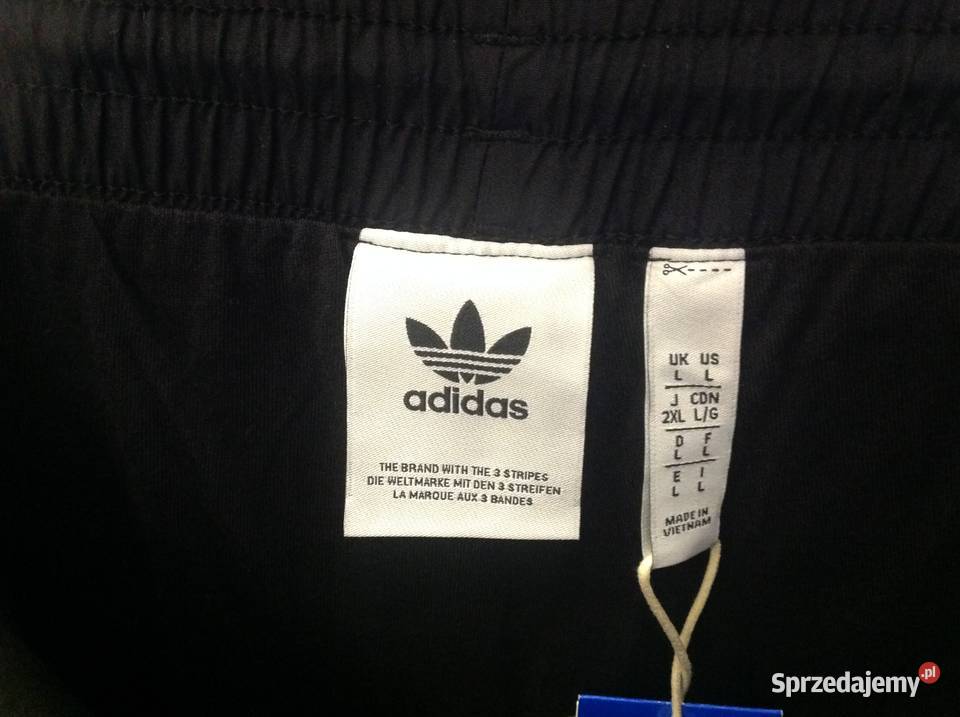 adidas
THE BRAND WITH THE 3 STRIPES
DIE WELTMARKE MIT DEN 3 STREIFEN
LA MARQUE AUX 3 BANDES
UK US
L L
J CDN
2XL L/G
D F
L L
E I
L L
MADE IN
VIETNAM
Sprzedajemy.pl